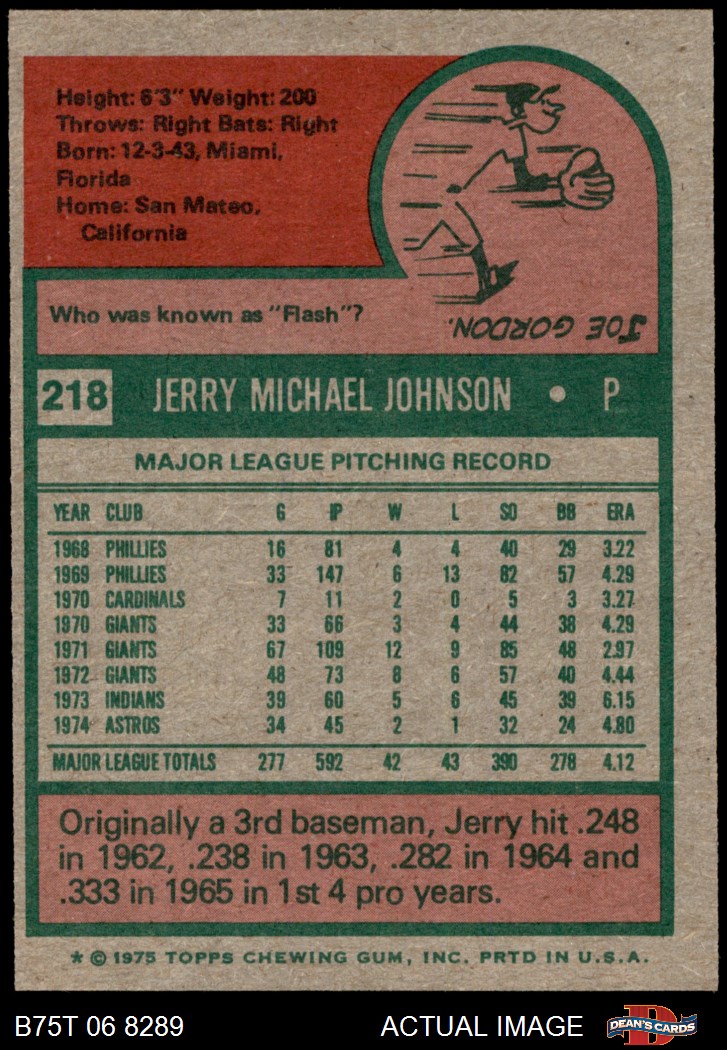 Height: 6'3" Weight: 200
Throws: Right Bats: Right
Born: 12-3-43, Miami,
Florida
Home: San Mateo,
California
Who was known as "Flash"?
JOE GORDON.
218 JERRY MICHAEL JOHNSON • P
MAJOR LEAGUE PITCHING RECORD
YEAR CLUB G IP W L SO BB ERA
1968 PHILLIES 16 81 4 4 40 29 3.22
1969 PHILLIES 33 147 6 13 82 57 4.29
1970 CARDINALS 7 11 2 0 5 3 3.27
1970 GIANTS 33 66 3 4 44 38 4.29
1971 GIANTS 67 109 12 9 85 48 2.97
1972 GIANTS 48 73 8 6 57 40 4.44
1973 INDIANS 39 60 5 6 45 39 6.15
1974 ASTROS 34 45 2 1 32 24 4.80
MAJOR LEAGUE TOTALS 277 592 42 43 390 278 4.12
Originally a 3rd baseman, Jerry hit .248
in 1962, .238 in 1963, .282 in 1964 and
.333 in 1965 in 1st 4 pro years.
* © 1975 TOPPS CHEWING GUM, INC. PRTD IN U.S.A.
B75T 06 8289 ACTUAL IMAGE DEAN'S CARDS